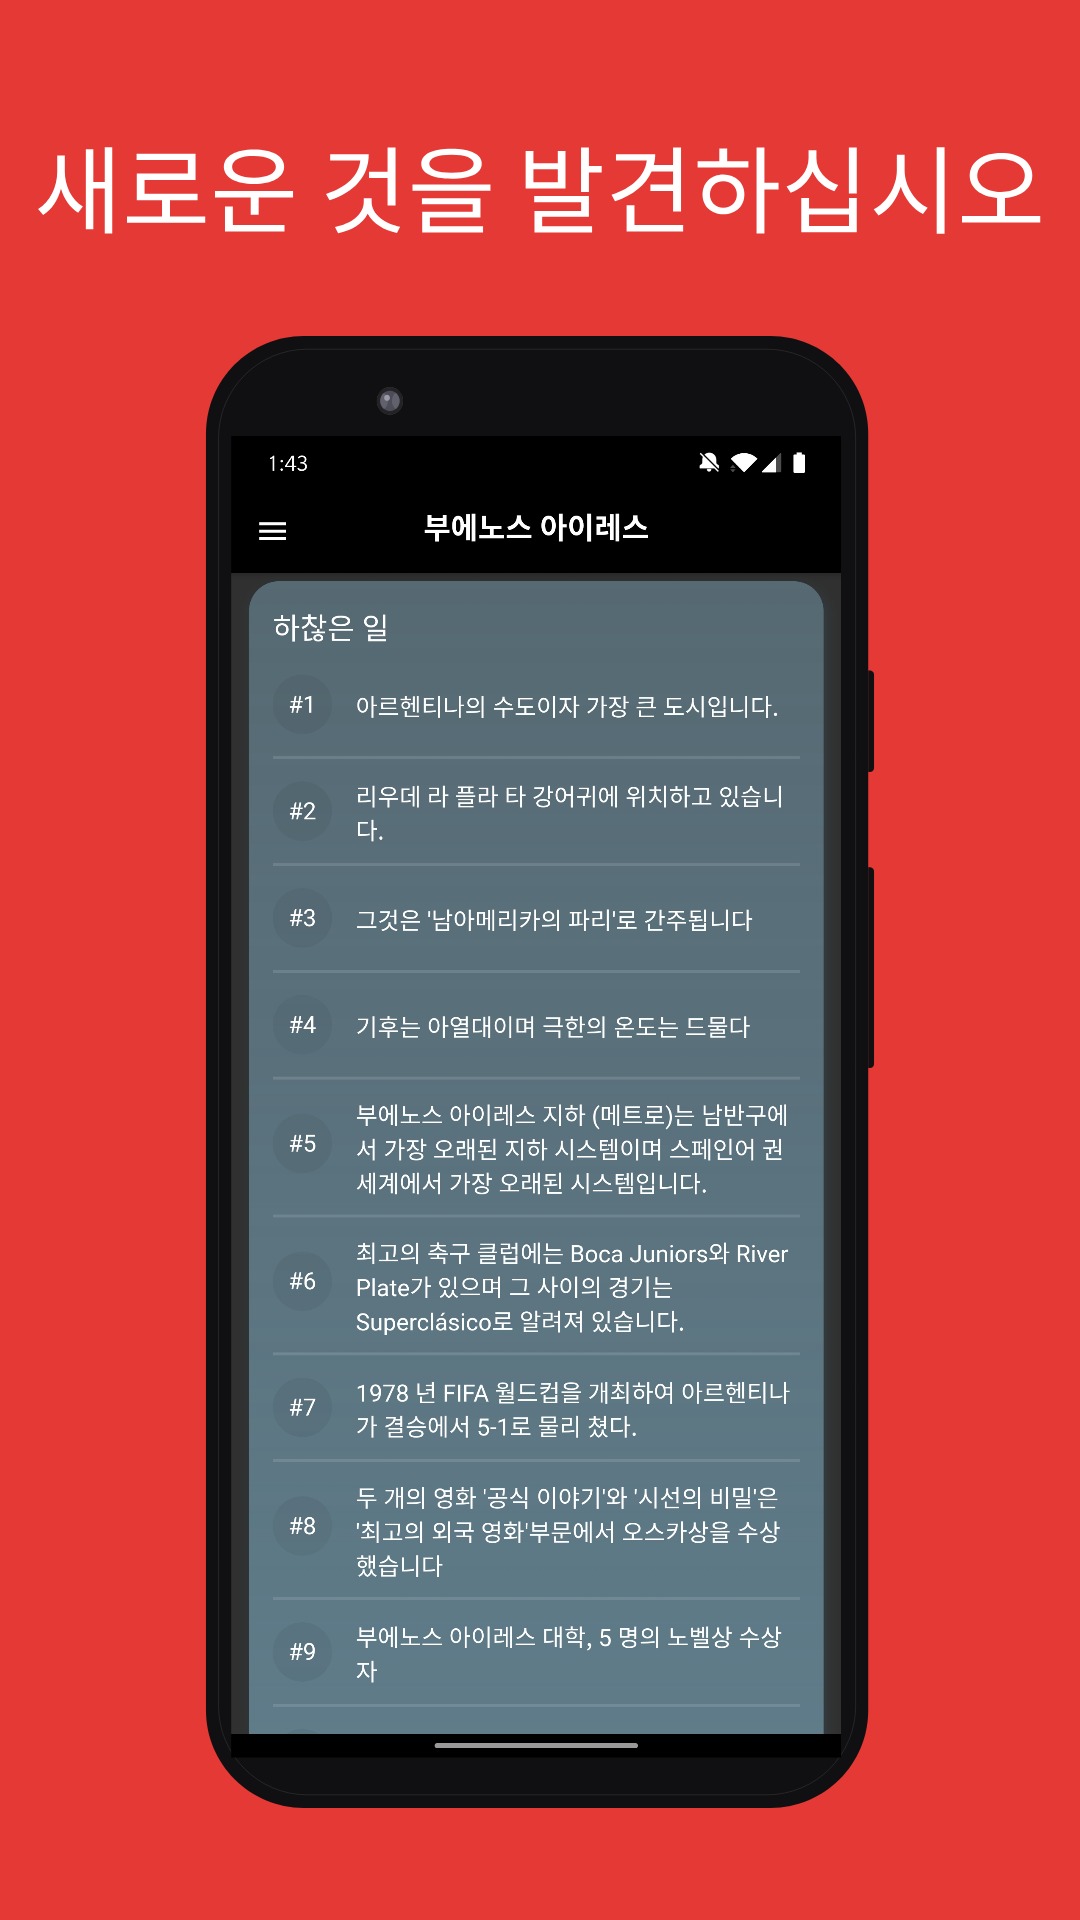 새로운 것을 발견하십시오
1:43
부에노스 아이레스
하찮은 일
#1
아르헨티나의 수도이자 가장 큰 도시입니다.
#2
리우데 라 플라 타 강어귀에 위치하고 있습니
다.
#3
그것은 '남아메리카의 파리'로 간주됩니다
#4
기후는 아열대이며 극한의 온도는 드물다
#5
부에노스 아이레스 지하 (메트로)는 남반구에
서 가장 오래된 지하 시스템이며 스페인어 권
세계에서 가장 오래된 시스템입니다.
#6
최고의 축구 클럽에는 Boca Juniors와 River
Plate가 있으며 그 사이의 경기는
Superclásico로 알려져 있습니다.
#7
1978 년 FIFA 월드컵을 개최하여 아르헨티나
가 결승에서 5-1로 물리 쳤다.
#8
두 개의 영화 '공식 이야기'와 '시선의 비밀'은
'최고의 외국 영화'부문에서 오스카상을 수상
했습니다
#9
부에노스 아이레스 대학, 5 명의 노벨상 수상
자